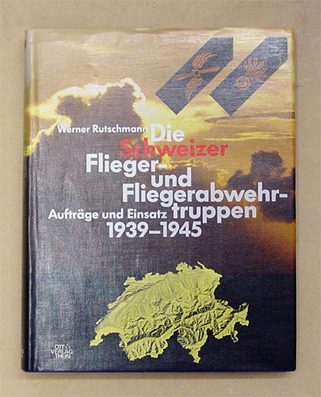 Werner Rutschmann
Die
Schweizer
Flieger-
und
Fliegerabwehr-
truppen
Aufträge und Einsatz
1939–1945
OTT
VERLAG
THUN